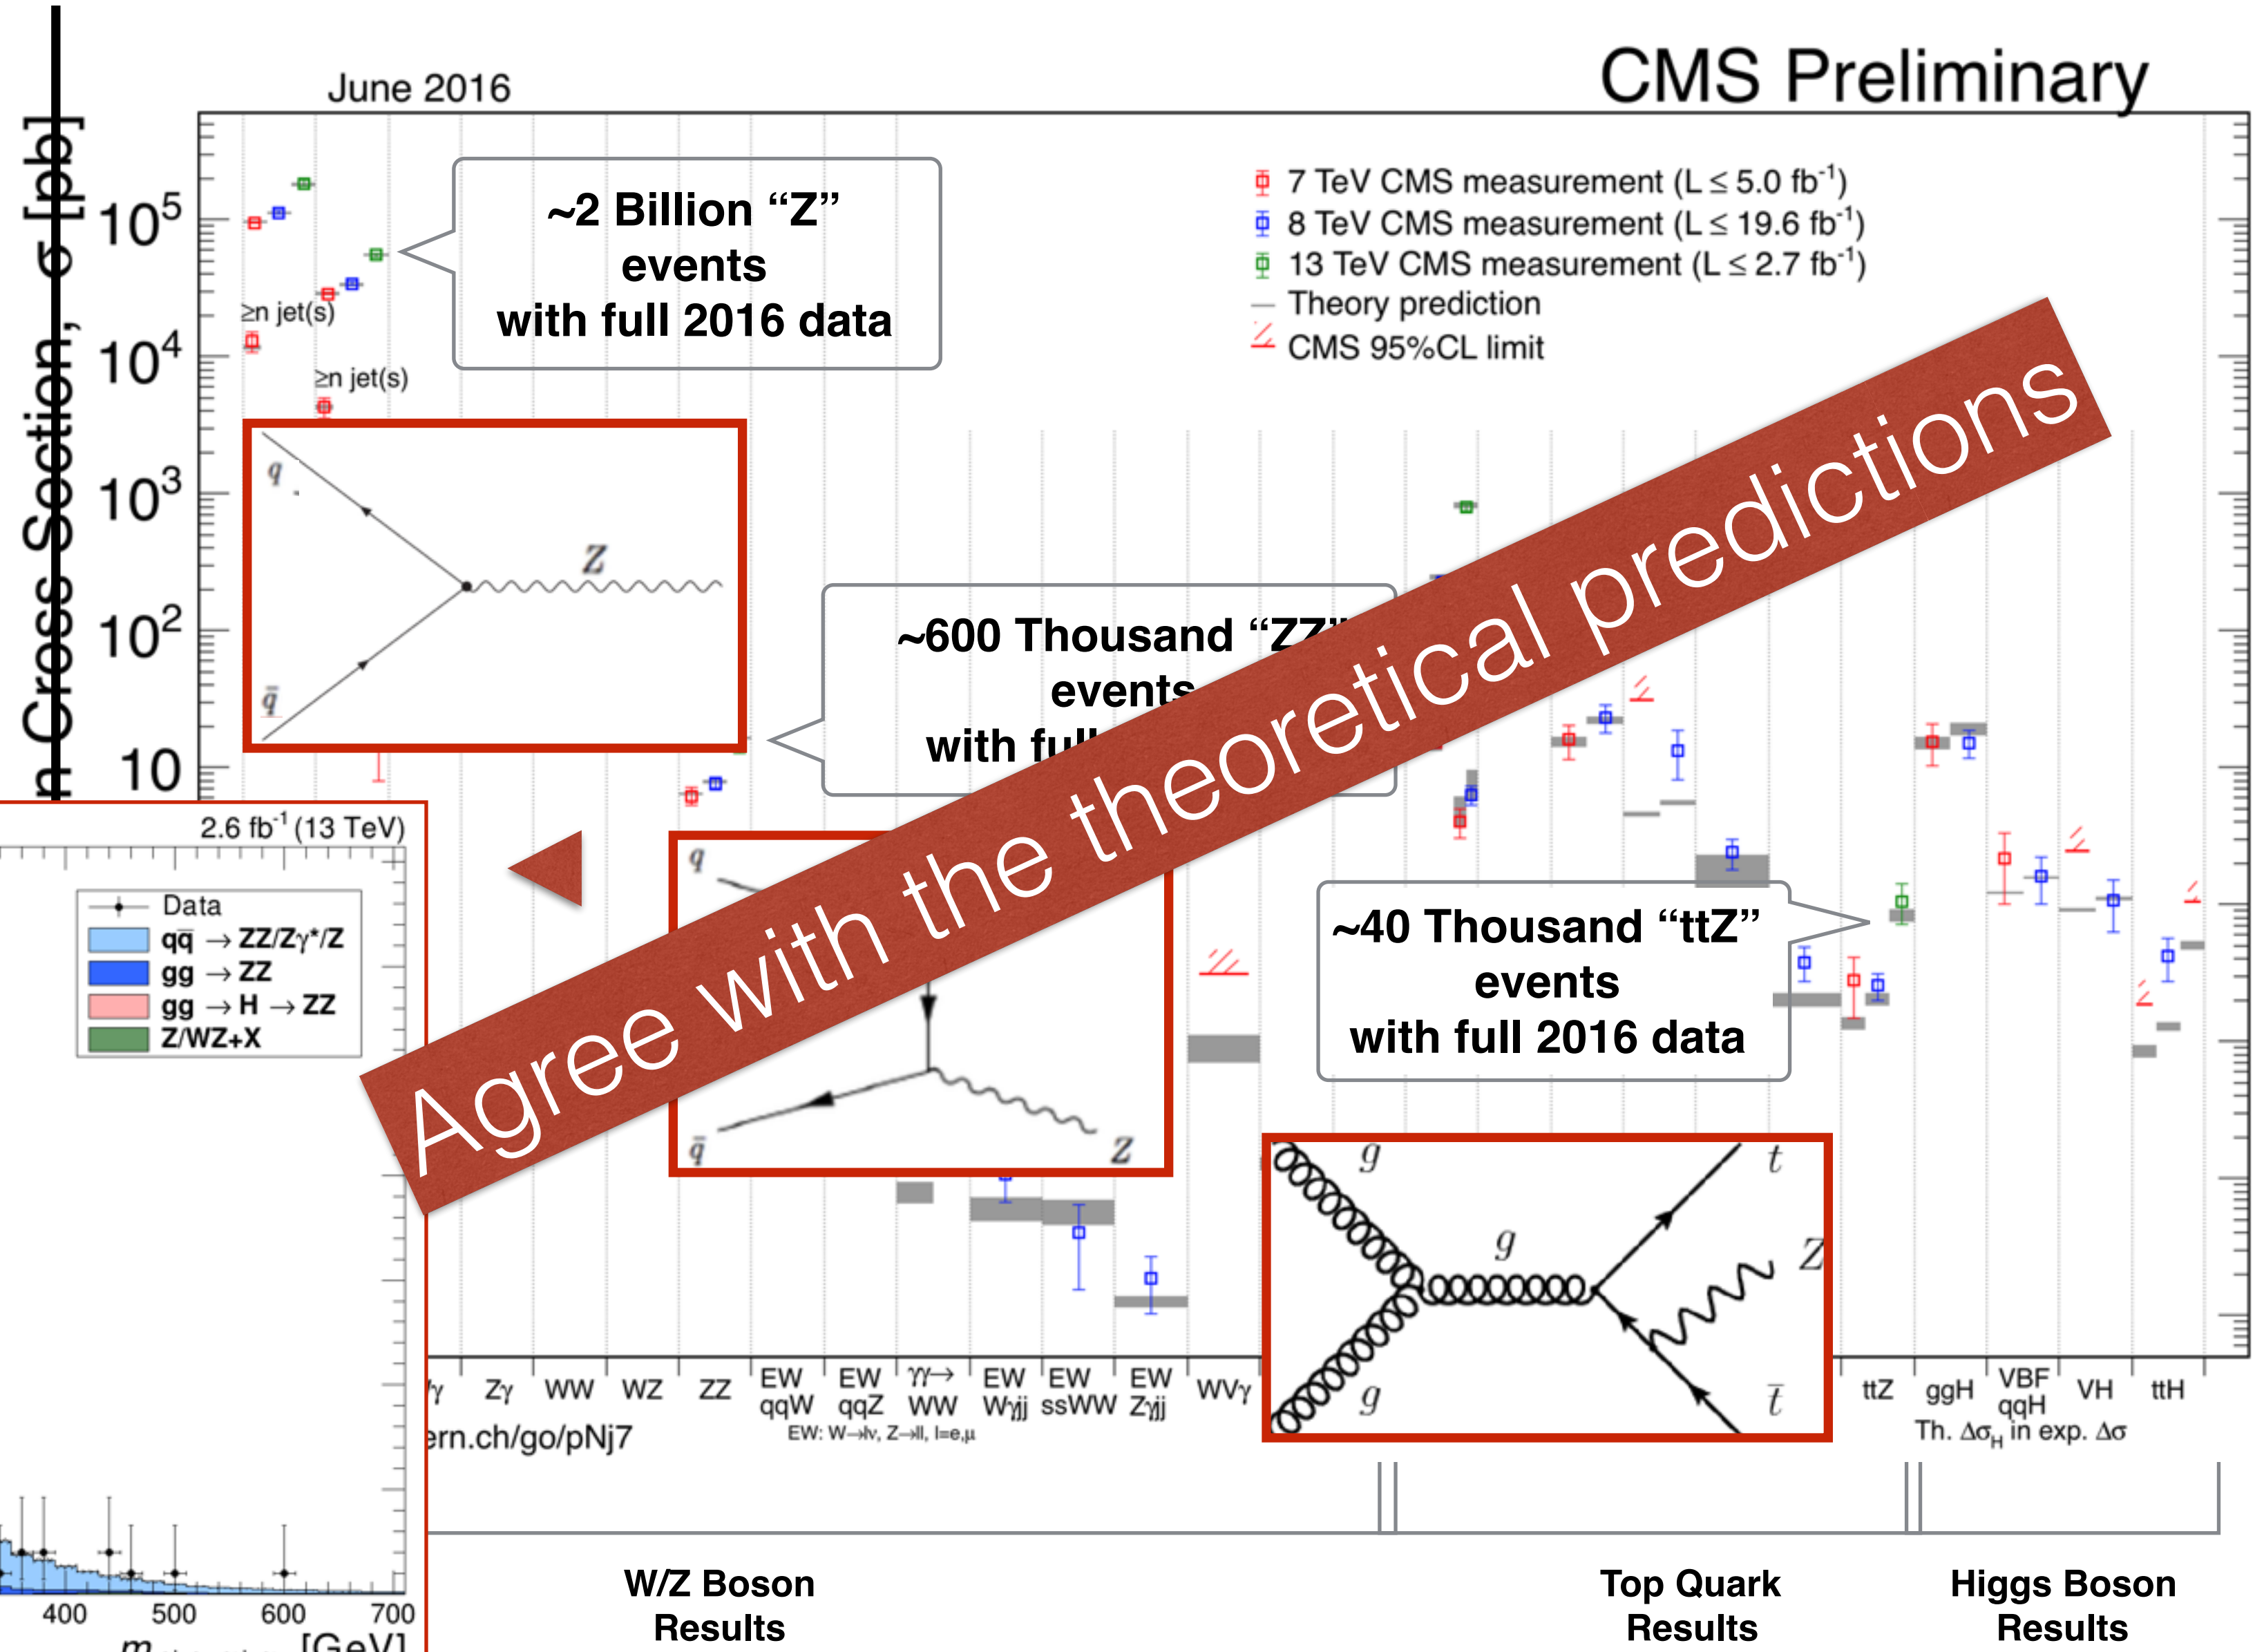 June 2016
CMS Preliminary
n Cross Section, σ [pb]
10⁵
10⁴
10³
10²
10
~2 Billion “Z”
events
with full 2016 data
7 TeV CMS measurement (L ≤ 5.0 fb⁻¹)
8 TeV CMS measurement (L ≤ 19.6 fb⁻¹)
13 TeV CMS measurement (L ≤ 2.7 fb⁻¹)
Theory prediction
CMS 95%CL limit
≥n jet(s)
≥n jet(s)
q
Z
q̄
~600 Thousand “ZZ”
events
with
Agree with the theoretical predictions
2.6 fb⁻¹ (13 TeV)
Data
qq̄ → ZZ/Zγ*/Z
gg → ZZ
gg → H → ZZ
Z/WZ+X
q
q̄
Z
~40 Thousand “ttZ”
events
with full 2016 data
g
t
g
Z
g
t̄
γ Zγ WW WZ ZZ EW qqW EW qqZ γγ→ WW EW Wγjj EW ssWW EW Zγjj WVγ ttZ ggH VBF qqH VH ttH
ern.ch/go/pNj7
EW: W→lν, Z→ll, l=e,μ
Th. Δσ_H in exp. Δσ
400 500 600 700
[GeV]
W/Z Boson
Results
Top Quark
Results
Higgs Boson
Results